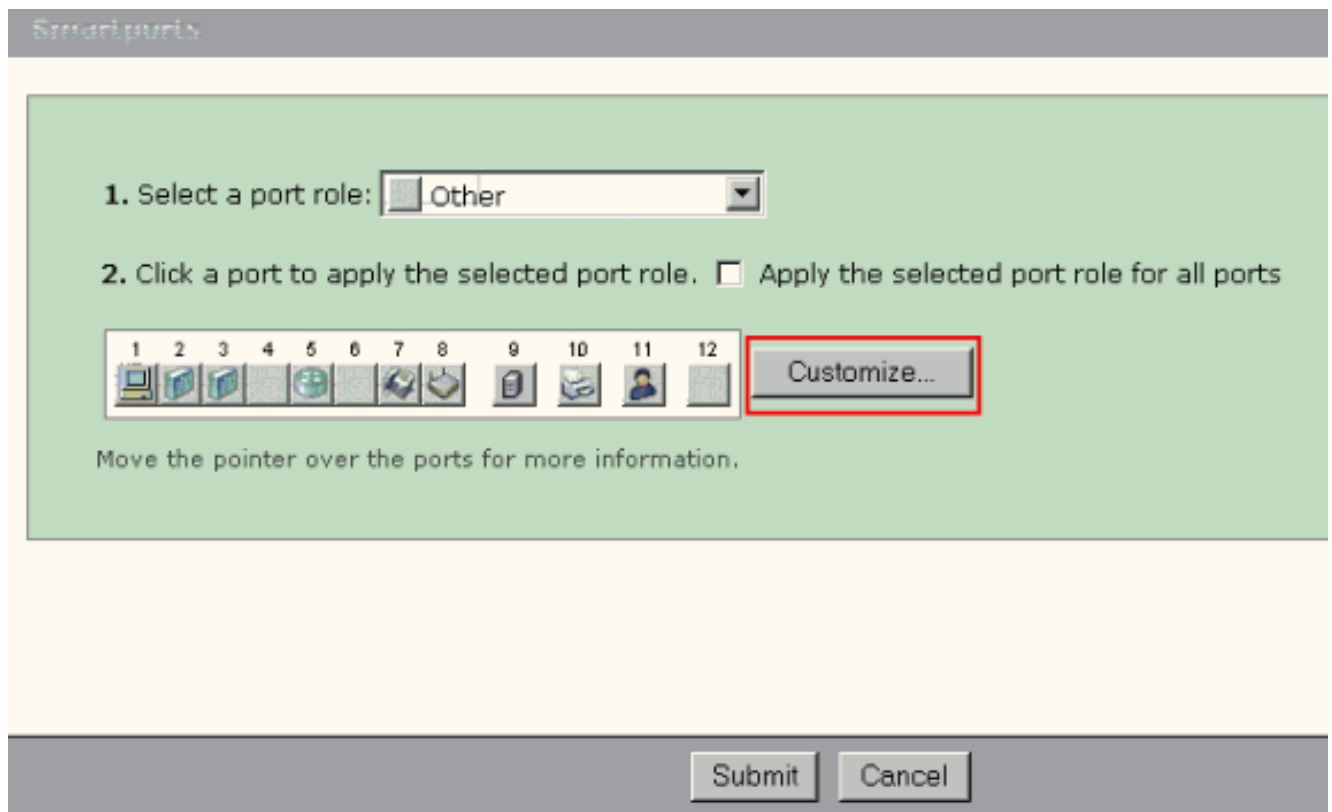 Smartports
1. Select a port role: Other
2. Click a port to apply the selected port role. Apply the selected port role for all ports
1 2 3 4 5 6 7 8 9 10 11 12
Customize...
Move the pointer over the ports for more information.
Submit Cancel